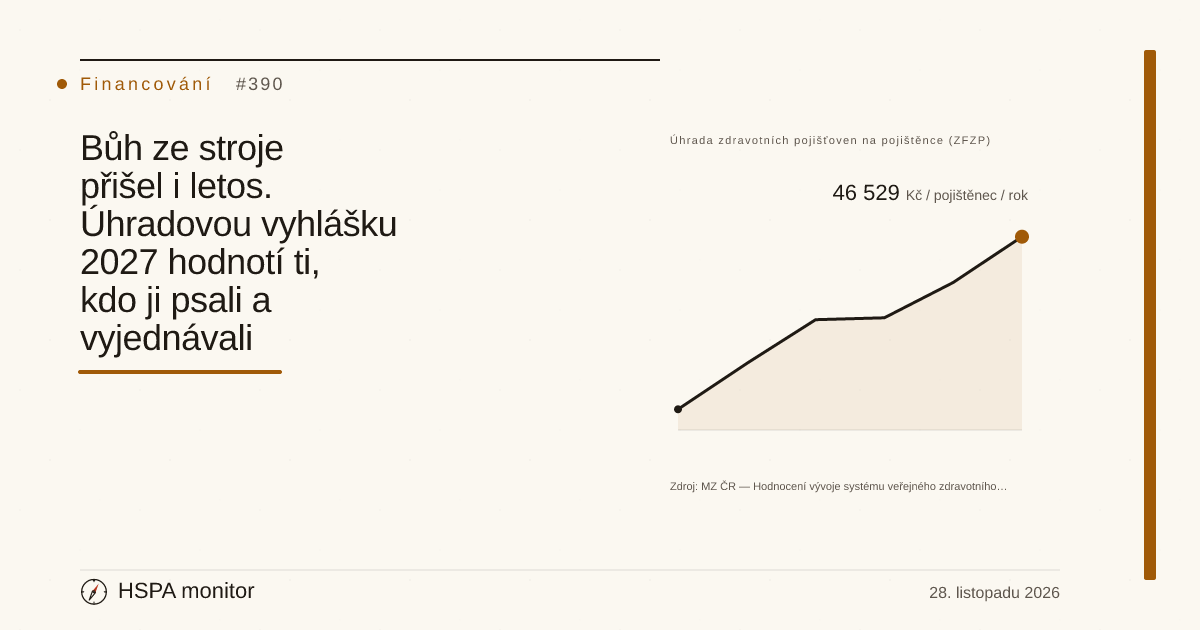 Financování #390
Bůh ze stroje
přišel i letos.
Úhradovou vyhlášku
2027 hodnotí ti,
kdo ji psali a
vyjednávali
Úhrada zdravotních pojišťoven na pojištěnce (ZFZP)
46 529 Kč / pojištěnec / rok
Zdroj: MZ ČR — Hodnocení vývoje systému veřejného zdravotního…
HSPA monitor
28. listopadu 2026